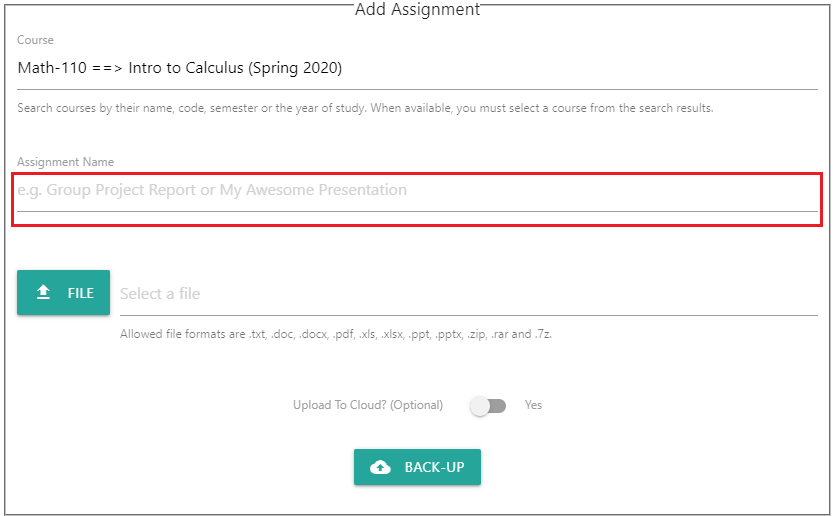 Add Assignment
Course
Math-110 ==> Intro to Calculus (Spring 2020)
Search courses by their name, code, semester or the year of study. When available, you must select a course from the search results.
Assignment Name
e.g. Group Project Report or My Awesome Presentation
FILE
Select a file
Allowed file formats are .txt, .doc, .docx, .pdf, .xls, .xlsx, .ppt, .pptx, .zip, .rar and .7z.
Upload To Cloud? (Optional) Yes
BACK-UP